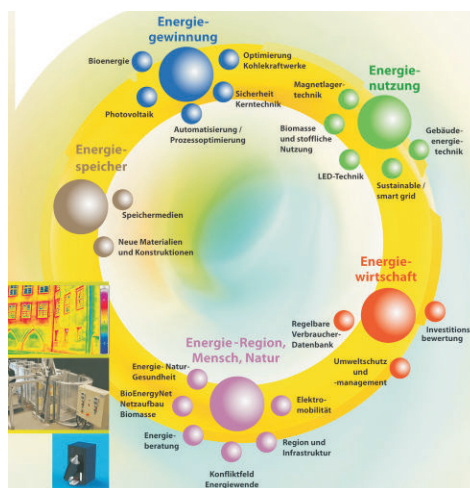 Energie-
gewinnung
Bioenergie
Optimierung
Kohlekraftwerke
Photovoltaik
Sicherheit
Kerntechnik
Automatisierung /
Prozessoptimierung
Energie-
nutzung
Magnetlager-
technik
Biomasse
und stoffliche
Nutzung
Gebäude-
energie-
technik
LED-Technik
Sustainable /
smart grid
Energie-
speicher
Speichermedien
Neue Materialien
und Konstruktionen
Energie-
wirtschaft
Regelbare
Verbraucher-
Datenbank
Investitions
bewertung
Umweltschutz
und
-management
Energie-Region,
Mensch, Natur
Energie-Natur-
Gesundheit
BioEnergyNet
Netzaufbau
Biomasse
Elektro-
mobilität
Energie-
beratung
Region und
Infrastruktur
Konfliktfeld
Energiewende